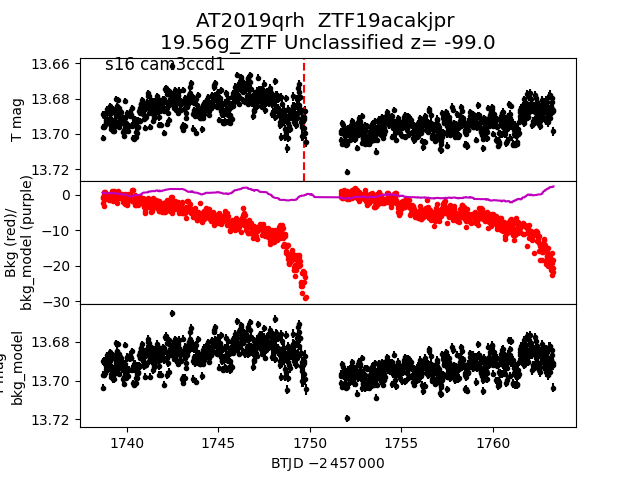 AT2019qrh ZTF19acakjpr
19.56g_ZTF Unclassified z= -99.0
s16 cam3ccd1
13.66
13.68
13.70
13.72
T mag
0
−10
−20
−30
Bkg (red)/
bkg_model (purple)
13.68
13.70
13.72
mag
bkg_model
1740
1745
1750
1755
1760
BTJD −2 457 000